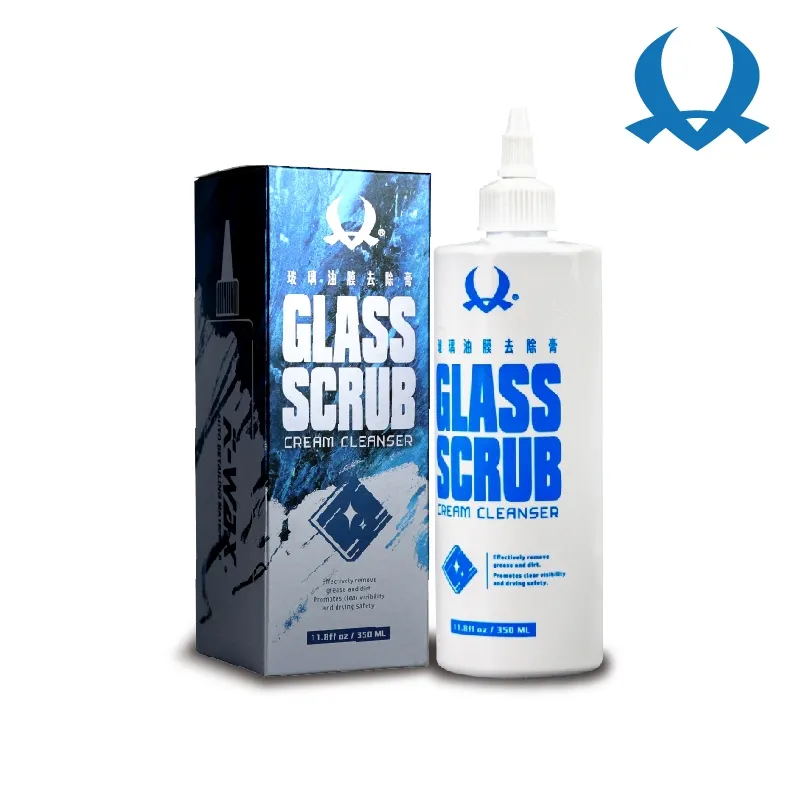 玻璃油膜去除膏
GLASS
SCRUB
CREAM CLEANSER
Effectively remove
grease and dirt.
Promotes clear visibility
and driving safety.
11.8fl oz / 350 ML
K-WAX
AUTO DETAILING
®
®
玻璃油膜去除膏
GLASS
SCRUB
CREAM CLEANSER
Effectively remove
grease and dirt.
Promotes clear visibility
and driving safety.
11.8fl oz / 350 ML